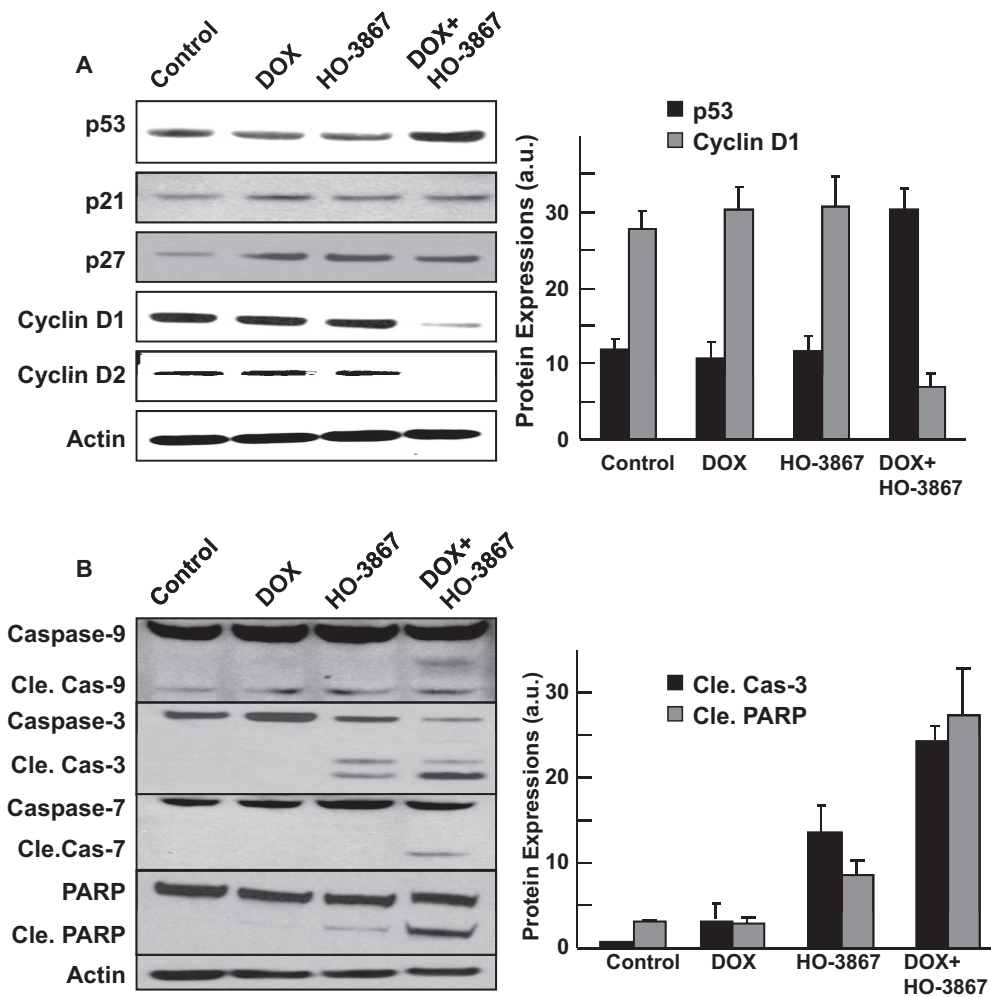 A
Control
DOX
HO-3867
DOX+
HO-3867
p53
p21
p27
Cyclin D1
Cyclin D2
Actin
p53
Cyclin D1
Protein Expressions (a.u.)
30
20
10
0
Control
DOX
HO-3867
DOX+
HO-3867
B
Control
DOX
HO-3867
DOX+
HO-3867
Caspase-9
Cle. Cas-9
Caspase-3
Cle. Cas-3
Caspase-7
Cle.Cas-7
PARP
Cle. PARP
Actin
Cle. Cas-3
Cle. PARP
Protein Expressions (a.u.)
30
20
10
0
Control
DOX
HO-3867
DOX+
HO-3867